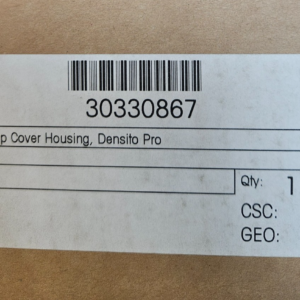 30330867
p Cover Housing, Densito Pro
Qty: 1
CSC:
GEO: